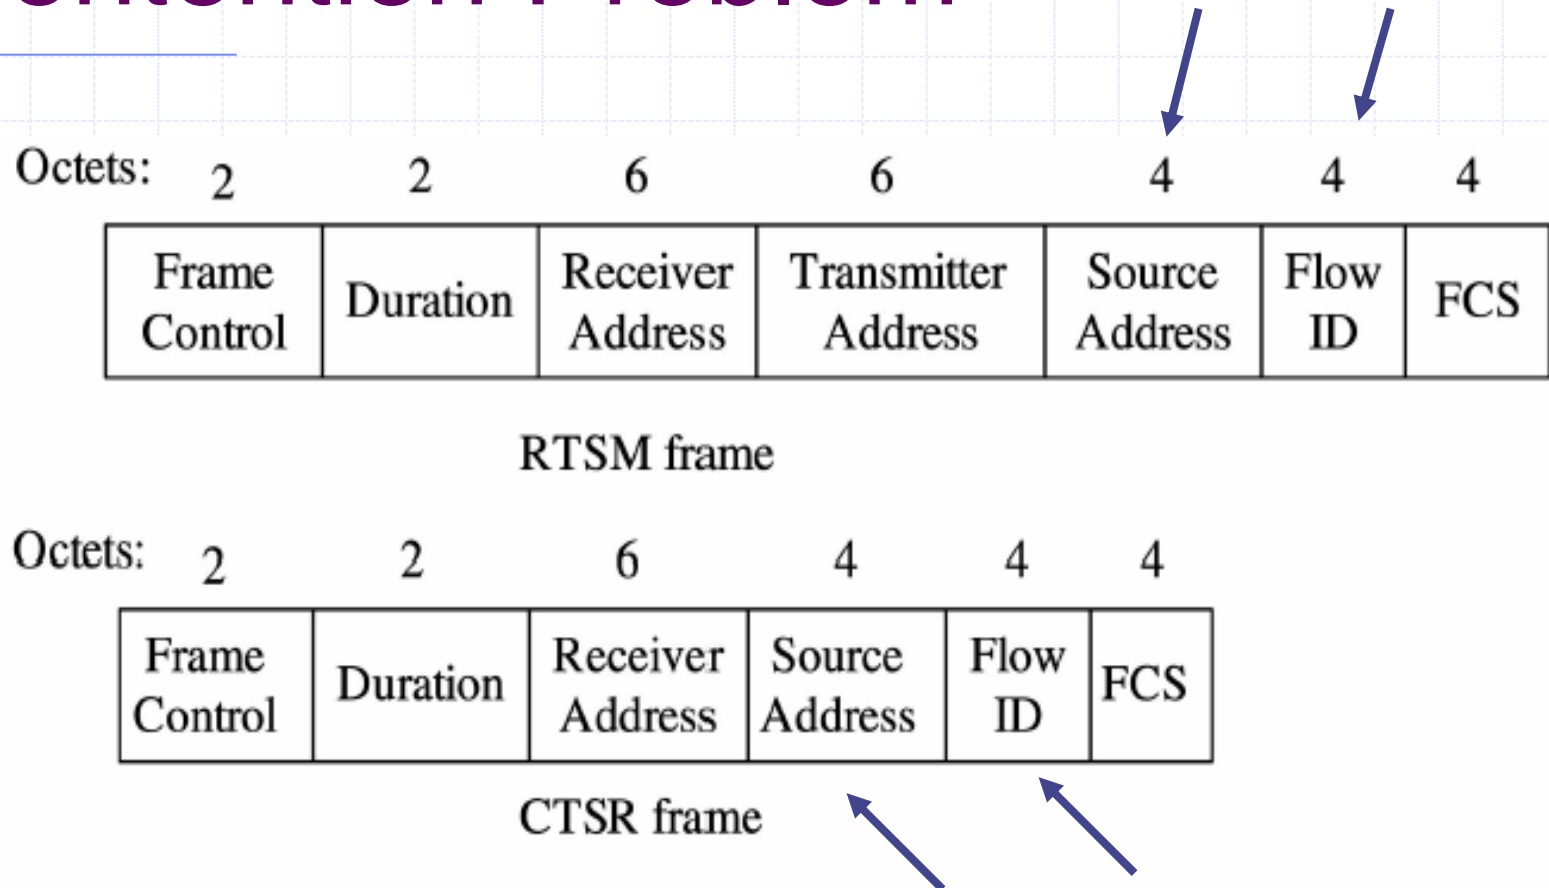 ntention Problem
Octets: 2 2 6 6 4 4 4
Frame Control Duration Receiver Address Transmitter Address Source Address Flow ID FCS
RTSM frame
Octets: 2 2 6 4 4 4
Frame Control Duration Receiver Address Source Address Flow ID FCS
CTSR frame